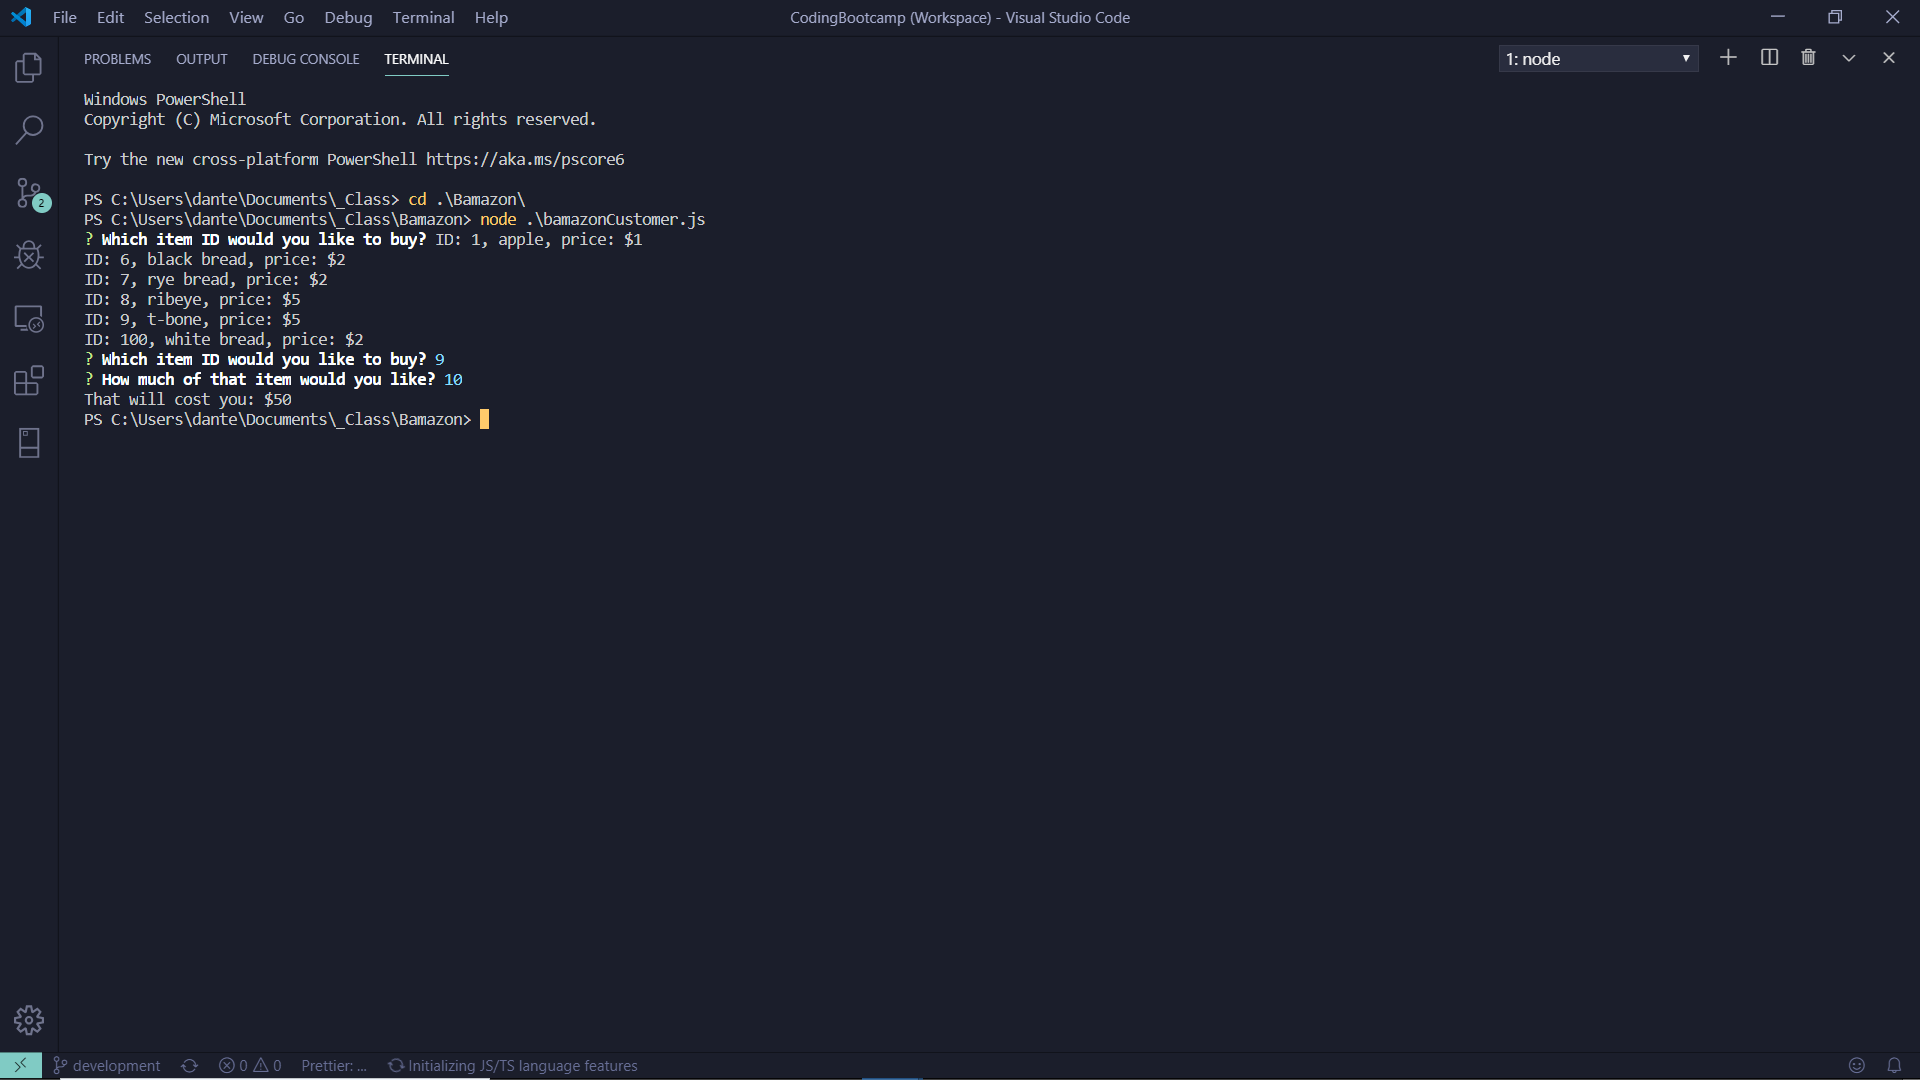 File Edit Selection View Go Debug Terminal Help CodingBootcamp (Workspace) - Visual Studio Code
PROBLEMS OUTPUT DEBUG CONSOLE TERMINAL 1: node
Windows PowerShell
Copyright (C) Microsoft Corporation. All rights reserved.
Try the new cross-platform PowerShell https://aka.ms/pscore6
PS C:\Users\dante\Documents\_Class> cd .\Bamazon\
PS C:\Users\dante\Documents\_Class\Bamazon> node .\bamazonCustomer.js
? Which item ID would you like to buy? ID: 1, apple, price: $1
ID: 6, black bread, price: $2
ID: 7, rye bread, price: $2
ID: 8, ribeye, price: $5
ID: 9, t-bone, price: $5
ID: 100, white bread, price: $2
? Which item ID would you like to buy? 9
? How much of that item would you like? 10
That will cost you: $50
PS C:\Users\dante\Documents\_Class\Bamazon>
2
development 0 0 Prettier: ... Initializing JS/TS language features